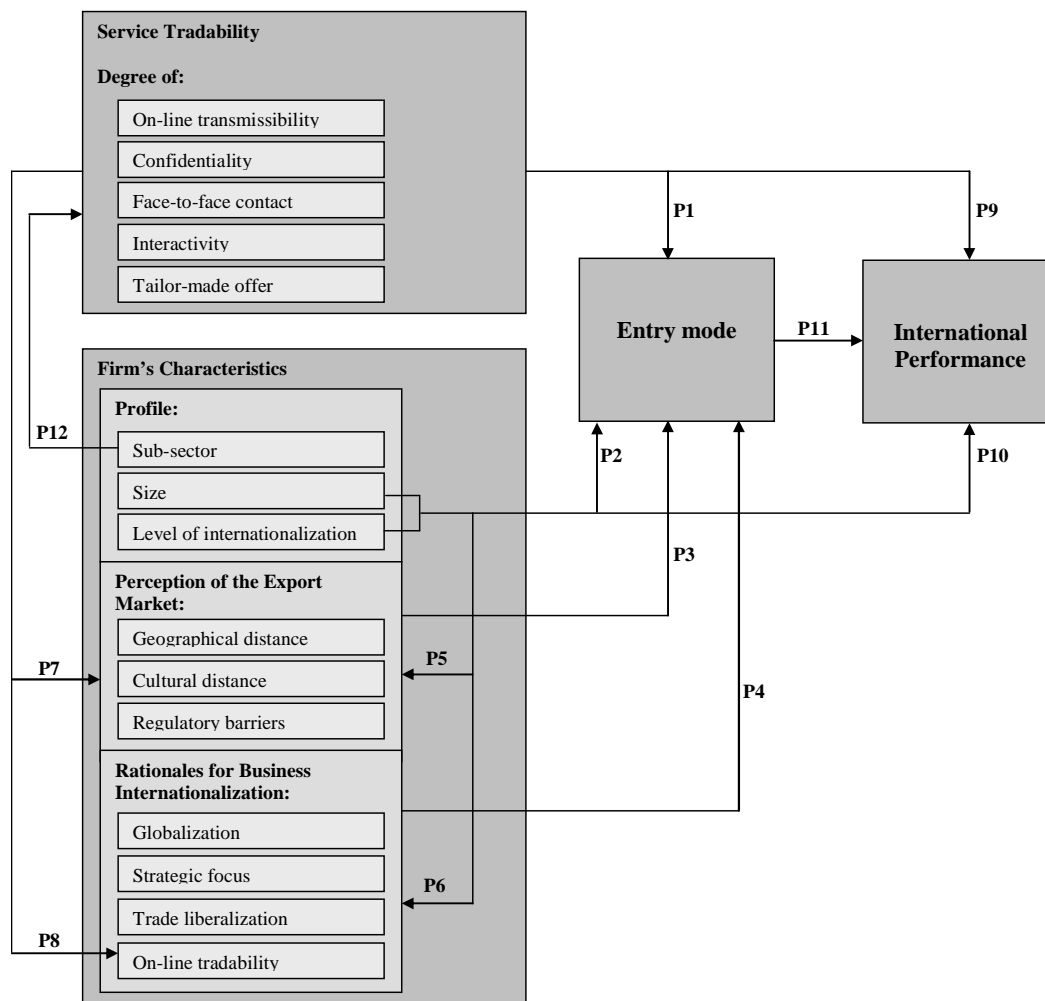 Service Tradability
Degree of:
On-line transmissibility
Confidentiality
Face-to-face contact
Interactivity
Tailor-made offer
P1
P9
Entry mode
P11
International
Performance
Firm's Characteristics
Profile:
P12
Sub-sector
Size
Level of internationalization
P2
P10
P3
Perception of the Export
Market:
Geographical distance
Cultural distance
Regulatory barriers
P7
P5
P4
Rationales for Business
Internationalization:
Globalization
Strategic focus
Trade liberalization
On-line tradability
P6
P8